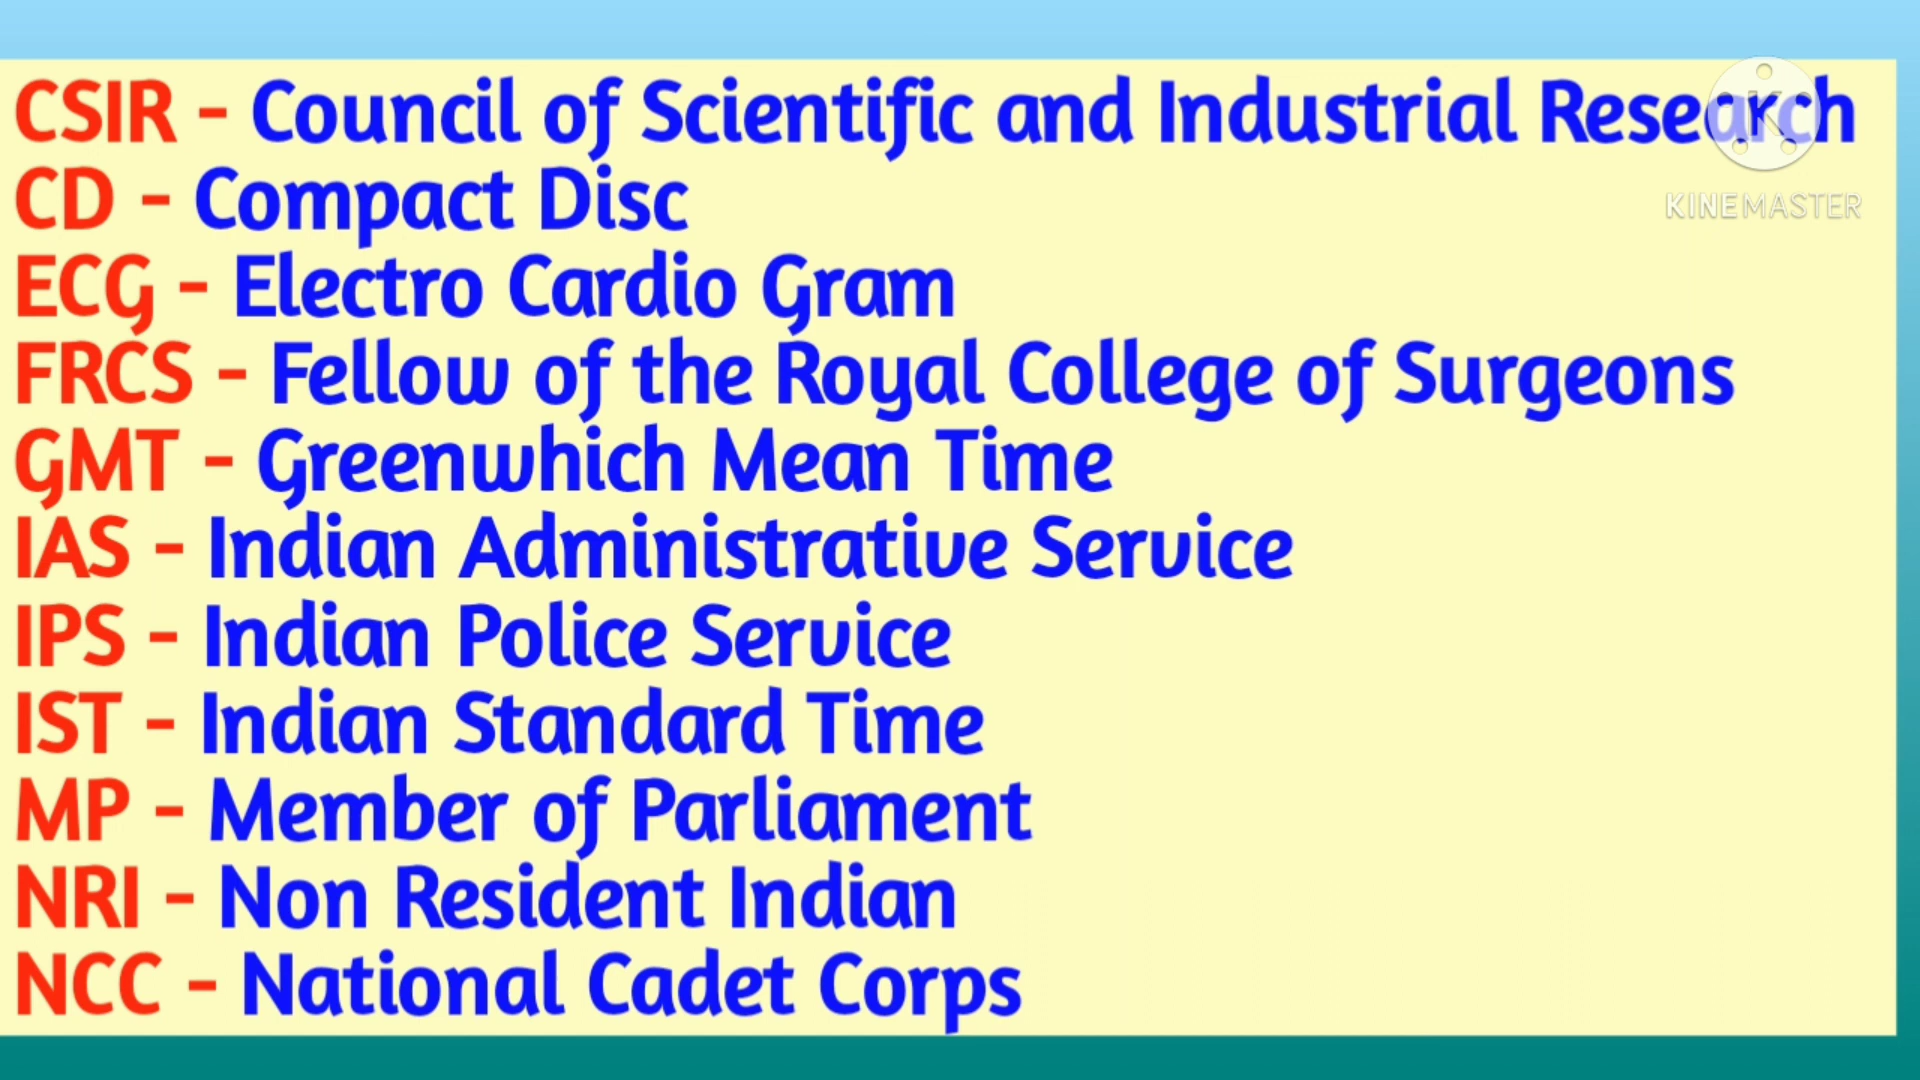 CSIR - Council of Scientific and Industrial Research
CD - Compact Disc
KINEMASTER
ECG - Electro Cardio Gram
FRCS - Fellow of the Royal College of Surgeons
GMT - Greenwhich Mean Time
IAS - Indian Administrative Service
IPS - Indian Police Service
IST - Indian Standard Time
MP - Member of Parliament
NRI - Non Resident Indian
NCC - National Cadet Corps